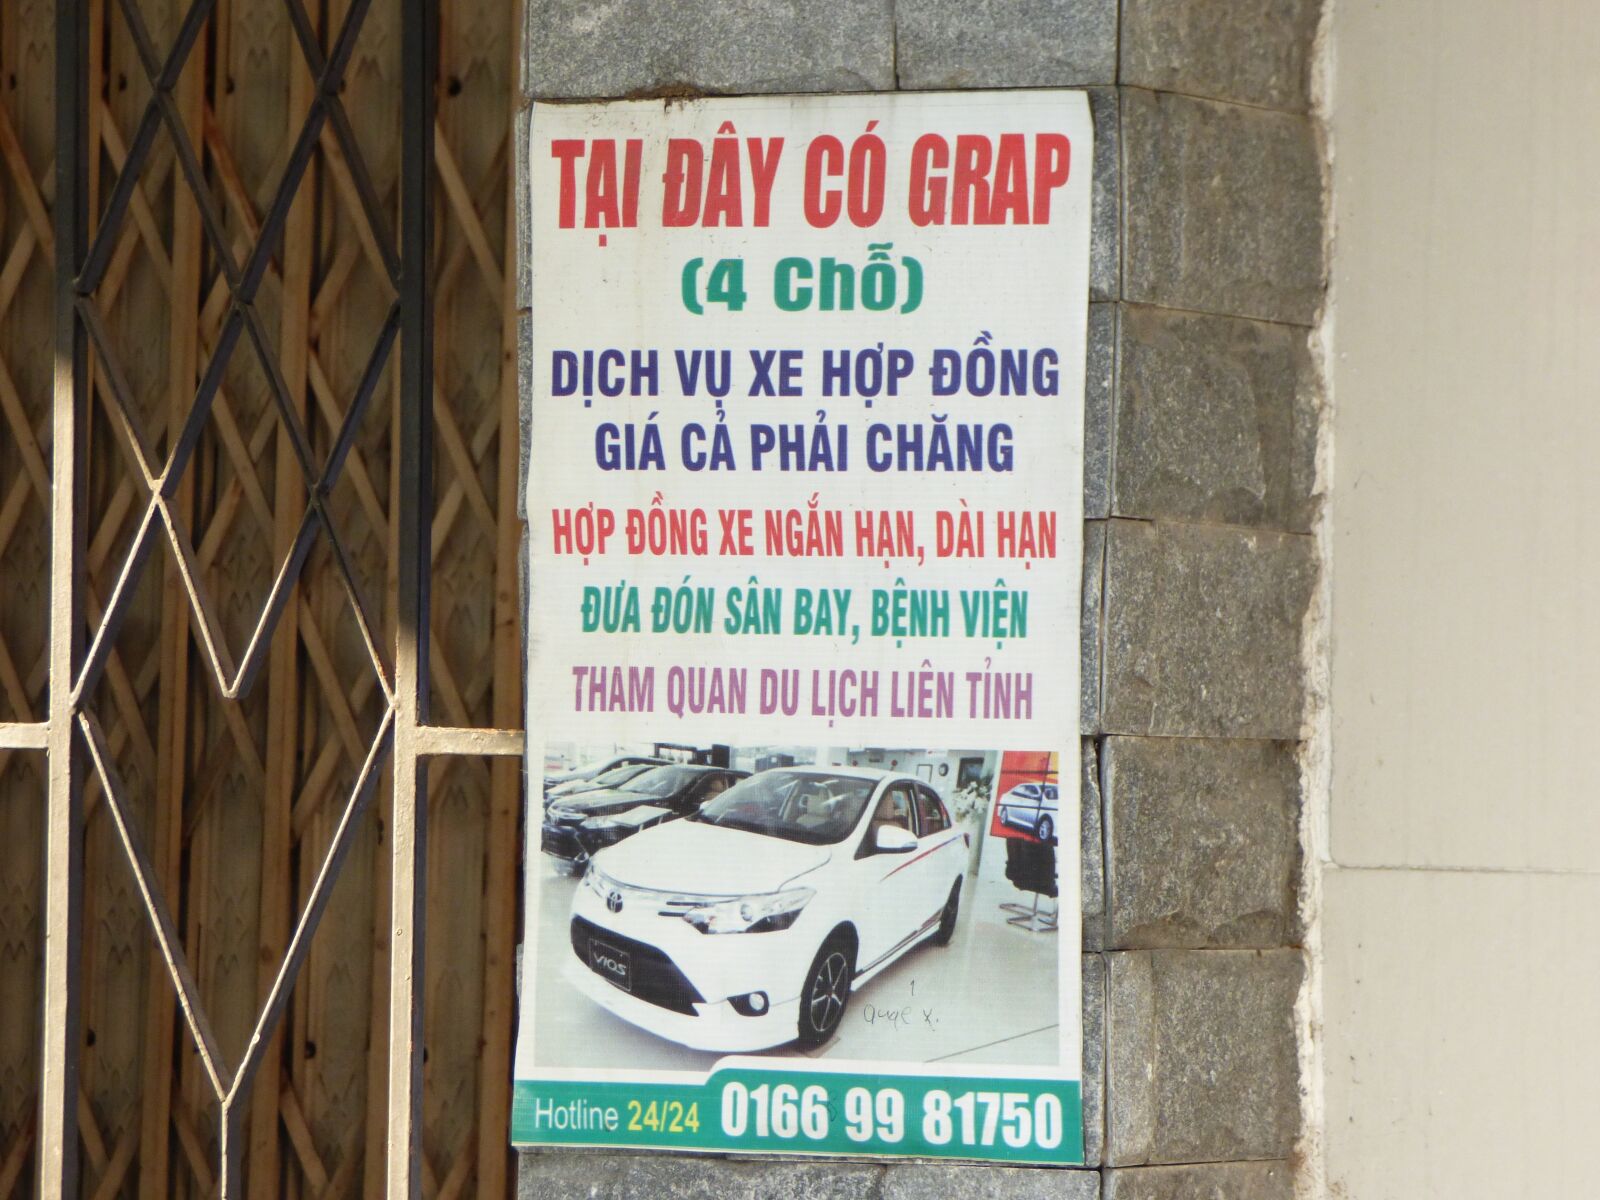 TẠI ĐÂY CÓ GRAP
(4 Chỗ)
DỊCH VỤ XE HỢP ĐỒNG
GIÁ CẢ PHẢI CHĂNG
HỢP ĐỒNG XE NGẮN HẠN, DÀI HẠN
ĐƯA ĐÓN SÂN BAY, BỆNH VIỆN
THAM QUAN DU LỊCH LIÊN TỈNH
VIOS
Hotline 24/24 0166 99 81750